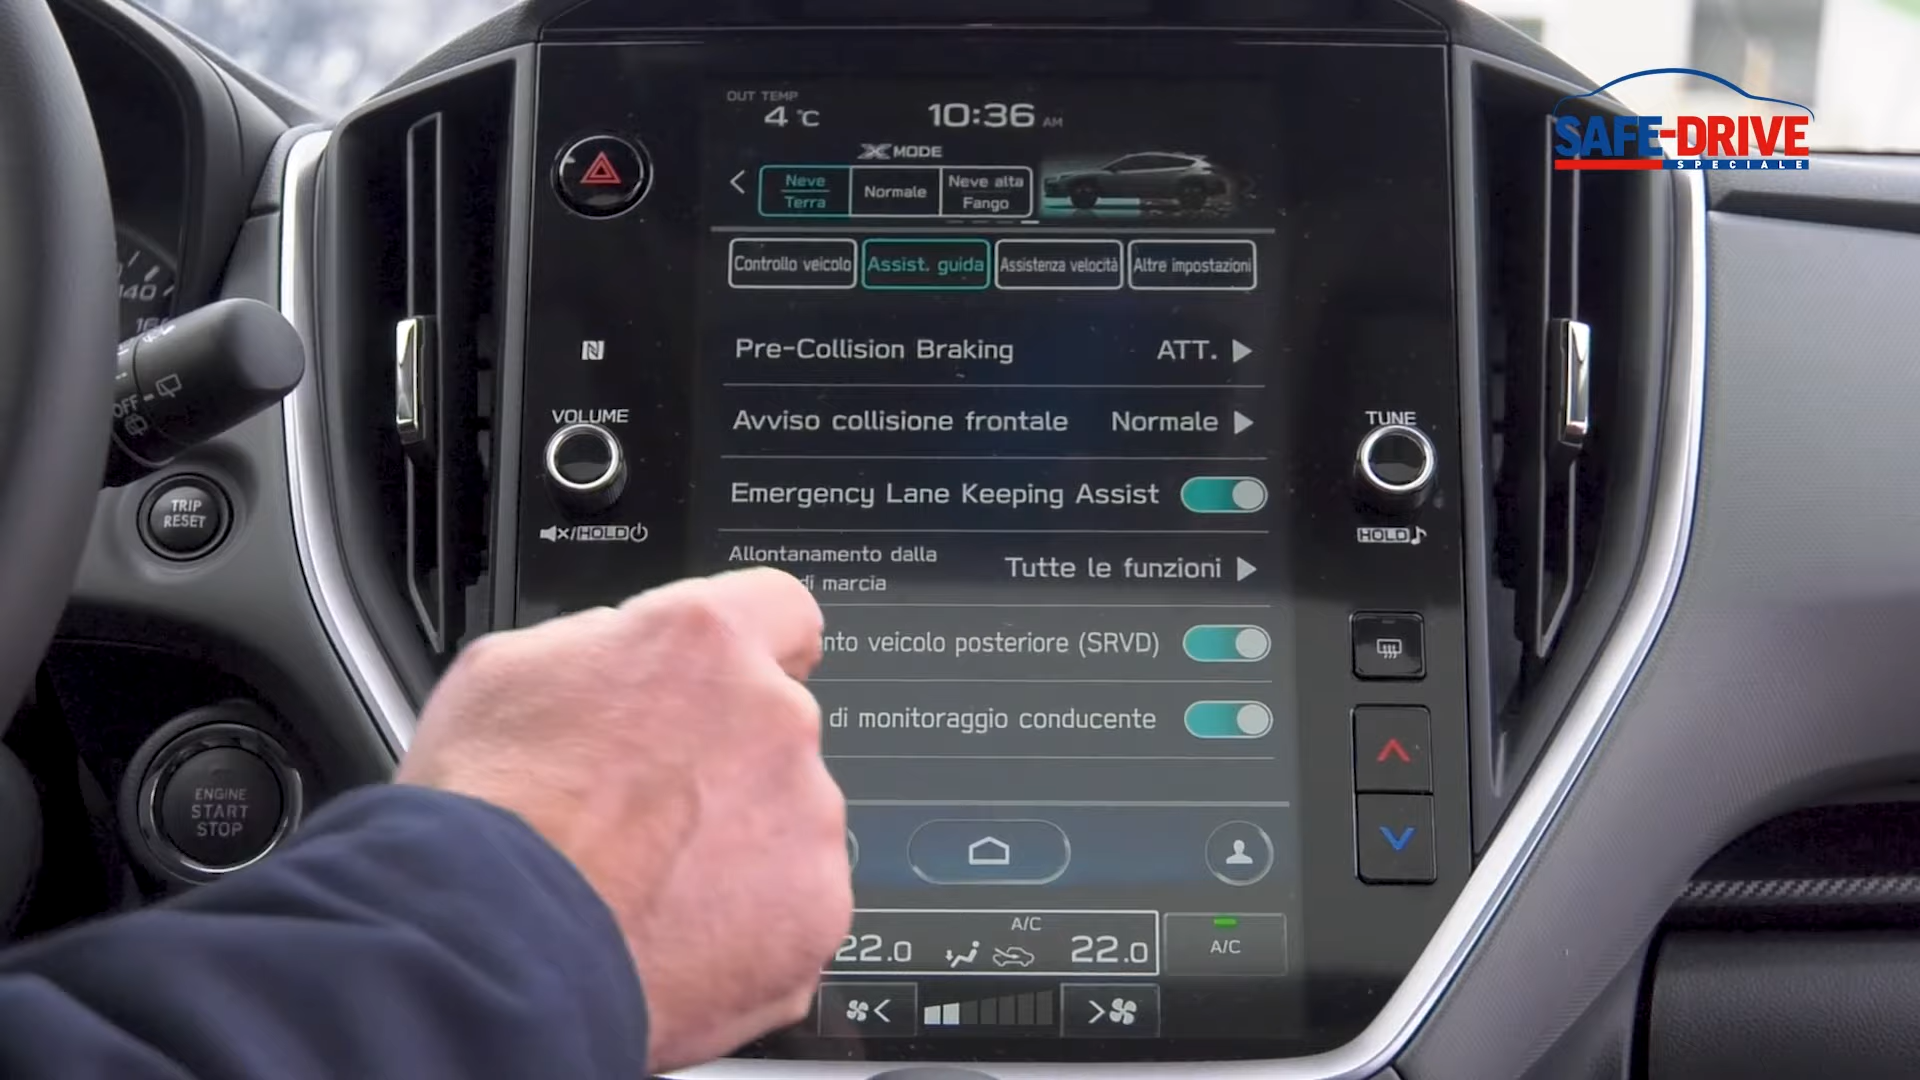 SAFE-DRIVE
SPECIALE
OUT TEMP
4 °C
10:36 AM
X MODE
Neve
Terra
Normale
Neve alta
Fango
Controllo veicolo
Assist. guida
Assistenza velocità
Altre impostazioni
Pre-Collision Braking ATT.
Avviso collisione frontale Normale
Emergency Lane Keeping Assist
Allontanamento dalla
di marcia
Tutte le funzioni
veicolo posteriore (SRVD)
di monitoraggio conducente
A/C
22.0
22.0
A/C
VOLUME
HOLD
TUNE
HOLD
140
160
OFF
TRIP
RESET
ENGINE
START
STOP